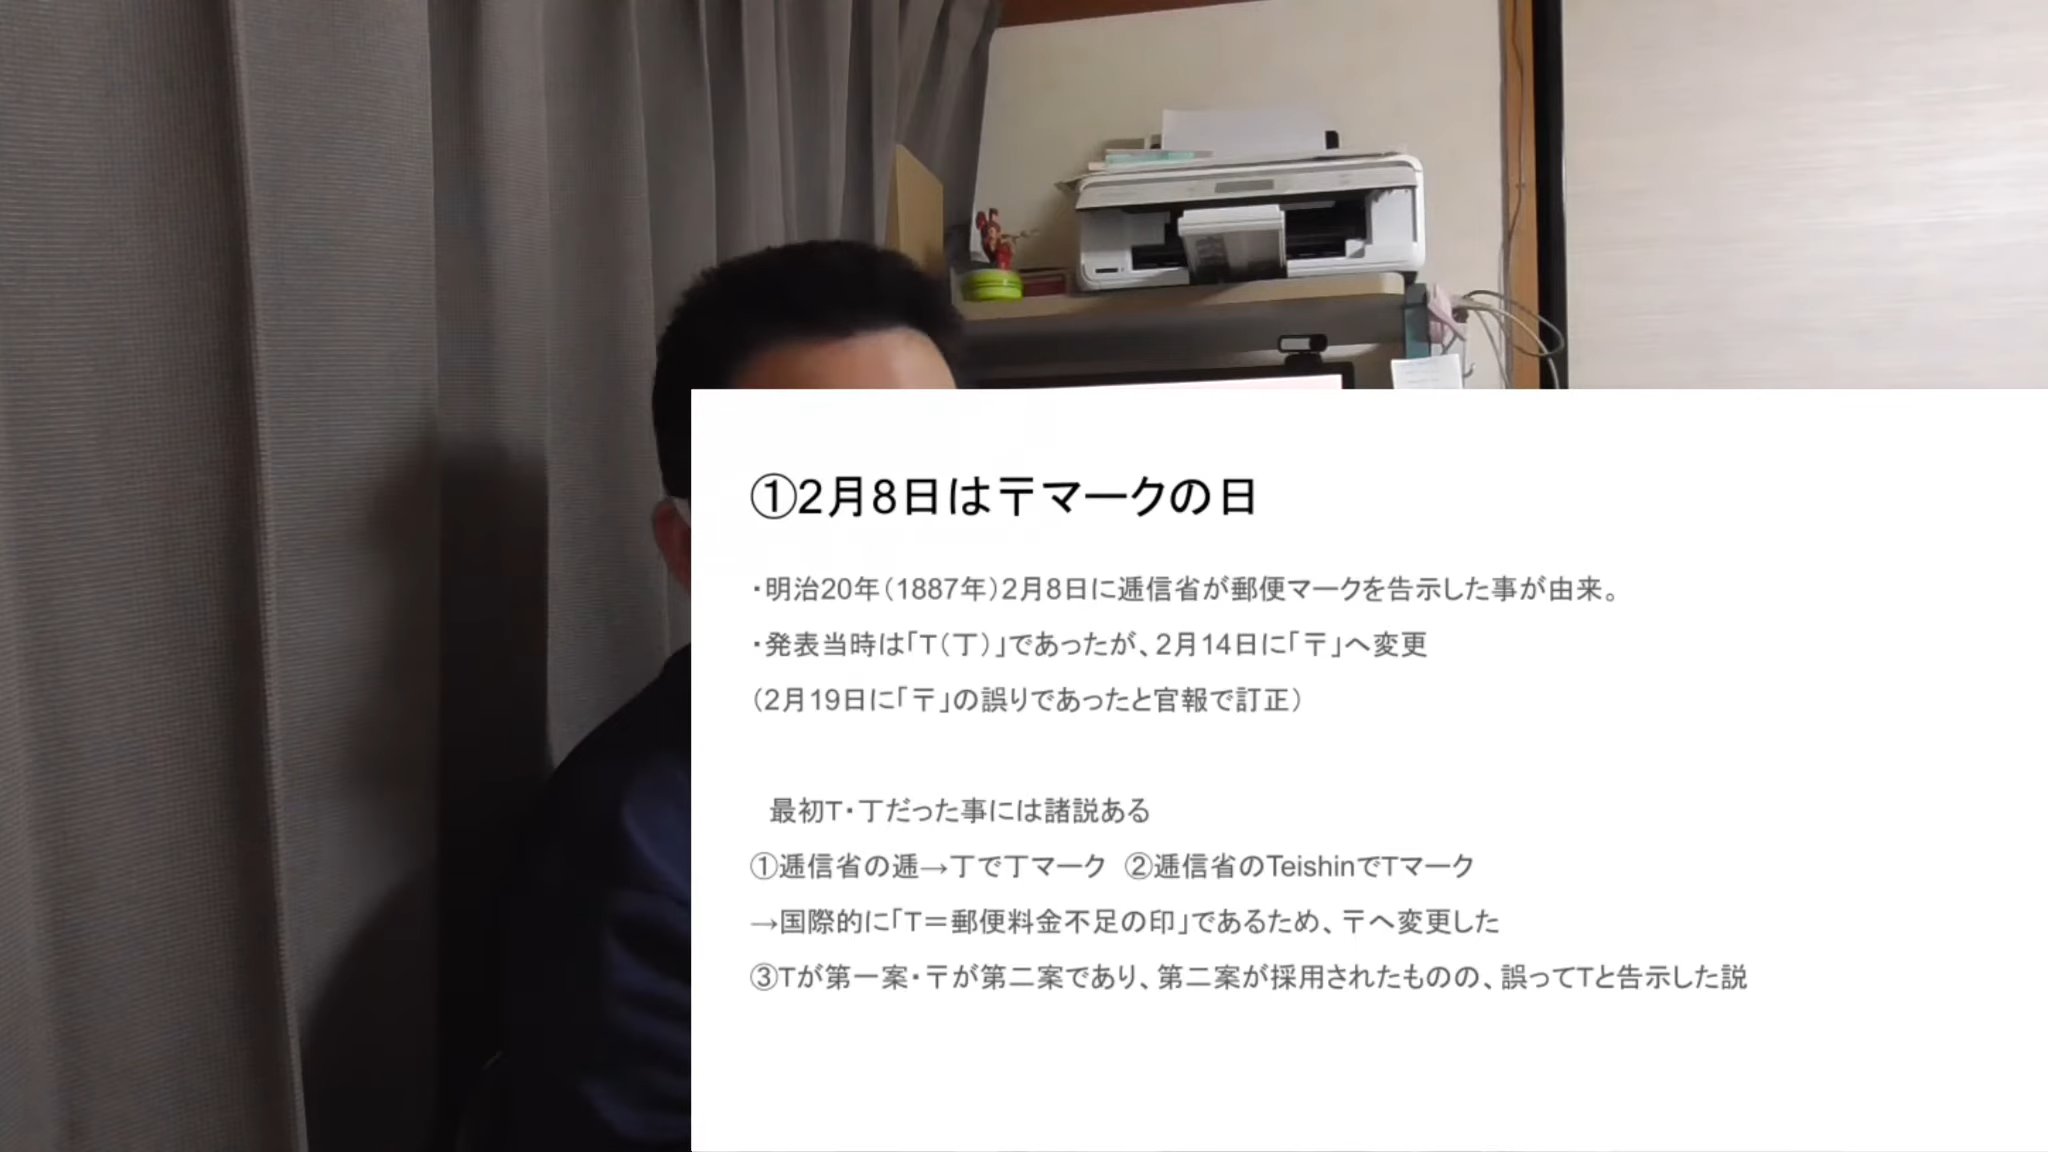 ①2月8日は〒マークの日
・明治20年（1887年）2月8日に逓信省が郵便マークを告示した事が由来。
・発表当時は「T（丁）」であったが、2月14日に「〒」へ変更
（2月19日に「〒」の誤りであったと官報で訂正）
最初T・丁だった事には諸説ある
①逓信省の逓→丁で丁マーク ②逓信省のTeishinでTマーク
→国際的に「T＝郵便料金不足の印」であるため、〒へ変更した
③Tが第一案・〒が第二案であり、第二案が採用されたものの、誤ってTと告示した説